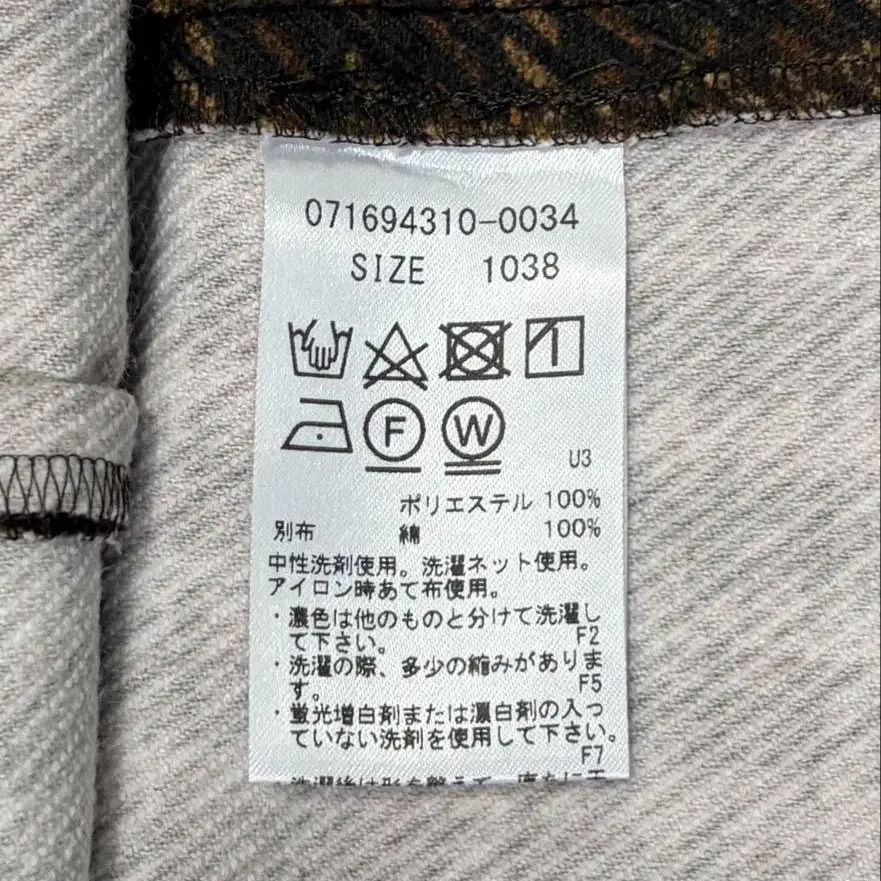 071694310-0034
SIZE 1038
F W
U3
ポリエステル 100%
別布 綿 100%
中性洗剤使用。洗濯ネット使用。
アイロン時あて布使用。
・濃色は他のものと分けて洗濯し
て下さい。 F2
・洗濯の際、多少の縮みがありま
す。 F5
・蛍光増白剤または漂白剤の入っ
ていない洗剤を使用して下さい。
F7